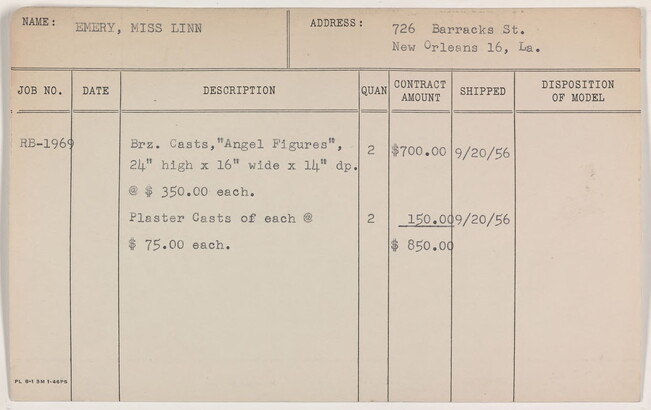 NAME: EMERY, MISS LINN ADDRESS: 726 Barracks St.
New Orleans 16, La.
JOB NO. DATE DESCRIPTION QUAN CONTRACT AMOUNT SHIPPED DISPOSITION OF MODEL
RB-1969 Brz. Casts,"Angel Figures", 2 $700.00 9/20/56
24" high x 16" wide x 14" dp.
@ $ 350.00 each.
Plaster Casts of each @ 2 150.00 9/20/56
$ 75.00 each. $ 850.00